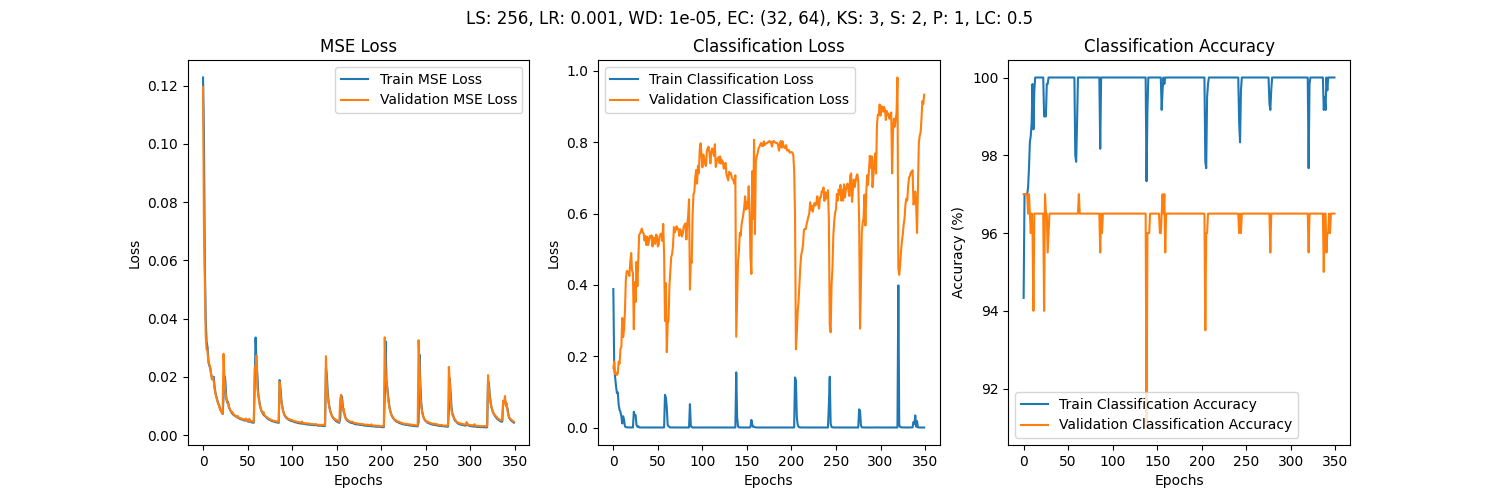 LS: 256, LR: 0.001, WD: 1e-05, EC: (32, 64), KS: 3, S: 2, P: 1, LC: 0.5
MSE Loss
Train MSE Loss
Validation MSE Loss
0.12
0.10
0.08
0.06
0.04
0.02
0.00
Loss
0 50 100 150 200 250 300 350
Epochs
Classification Loss
Train Classification Loss
Validation Classification Loss
1.0
0.8
0.6
0.4
0.2
0.0
Loss
0 50 100 150 200 250 300 350
Epochs
Classification Accuracy
100
98
96
94
92
Accuracy (%)
Train Classification Accuracy
Validation Classification Accuracy
0 50 100 150 200 250 300 350
Epochs